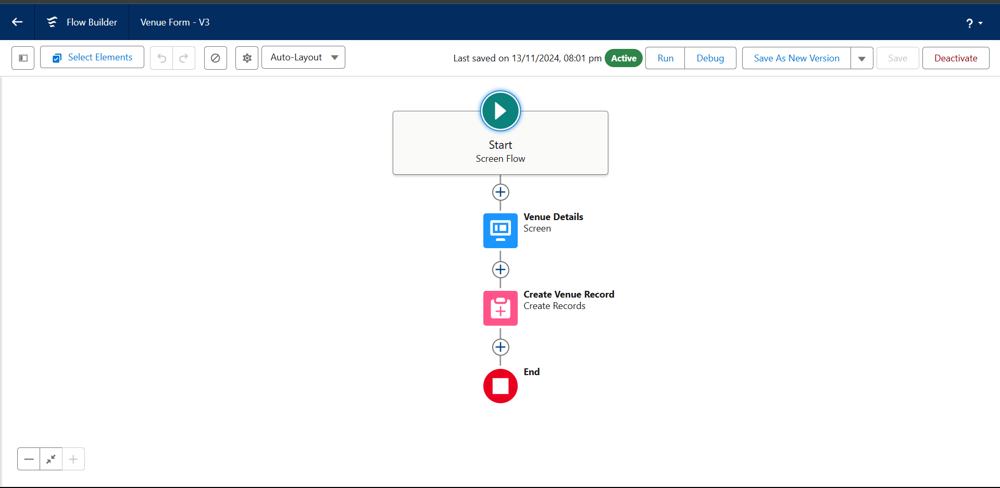 Flow Builder
Venue Form - V3
?
Select Elements
Auto-Layout
Last saved on 13/11/2024, 08:01 pm
Active
Run
Debug
Save As New Version
Save
Deactivate
Start
Screen Flow
Venue Details
Screen
Create Venue Record
Create Records
End